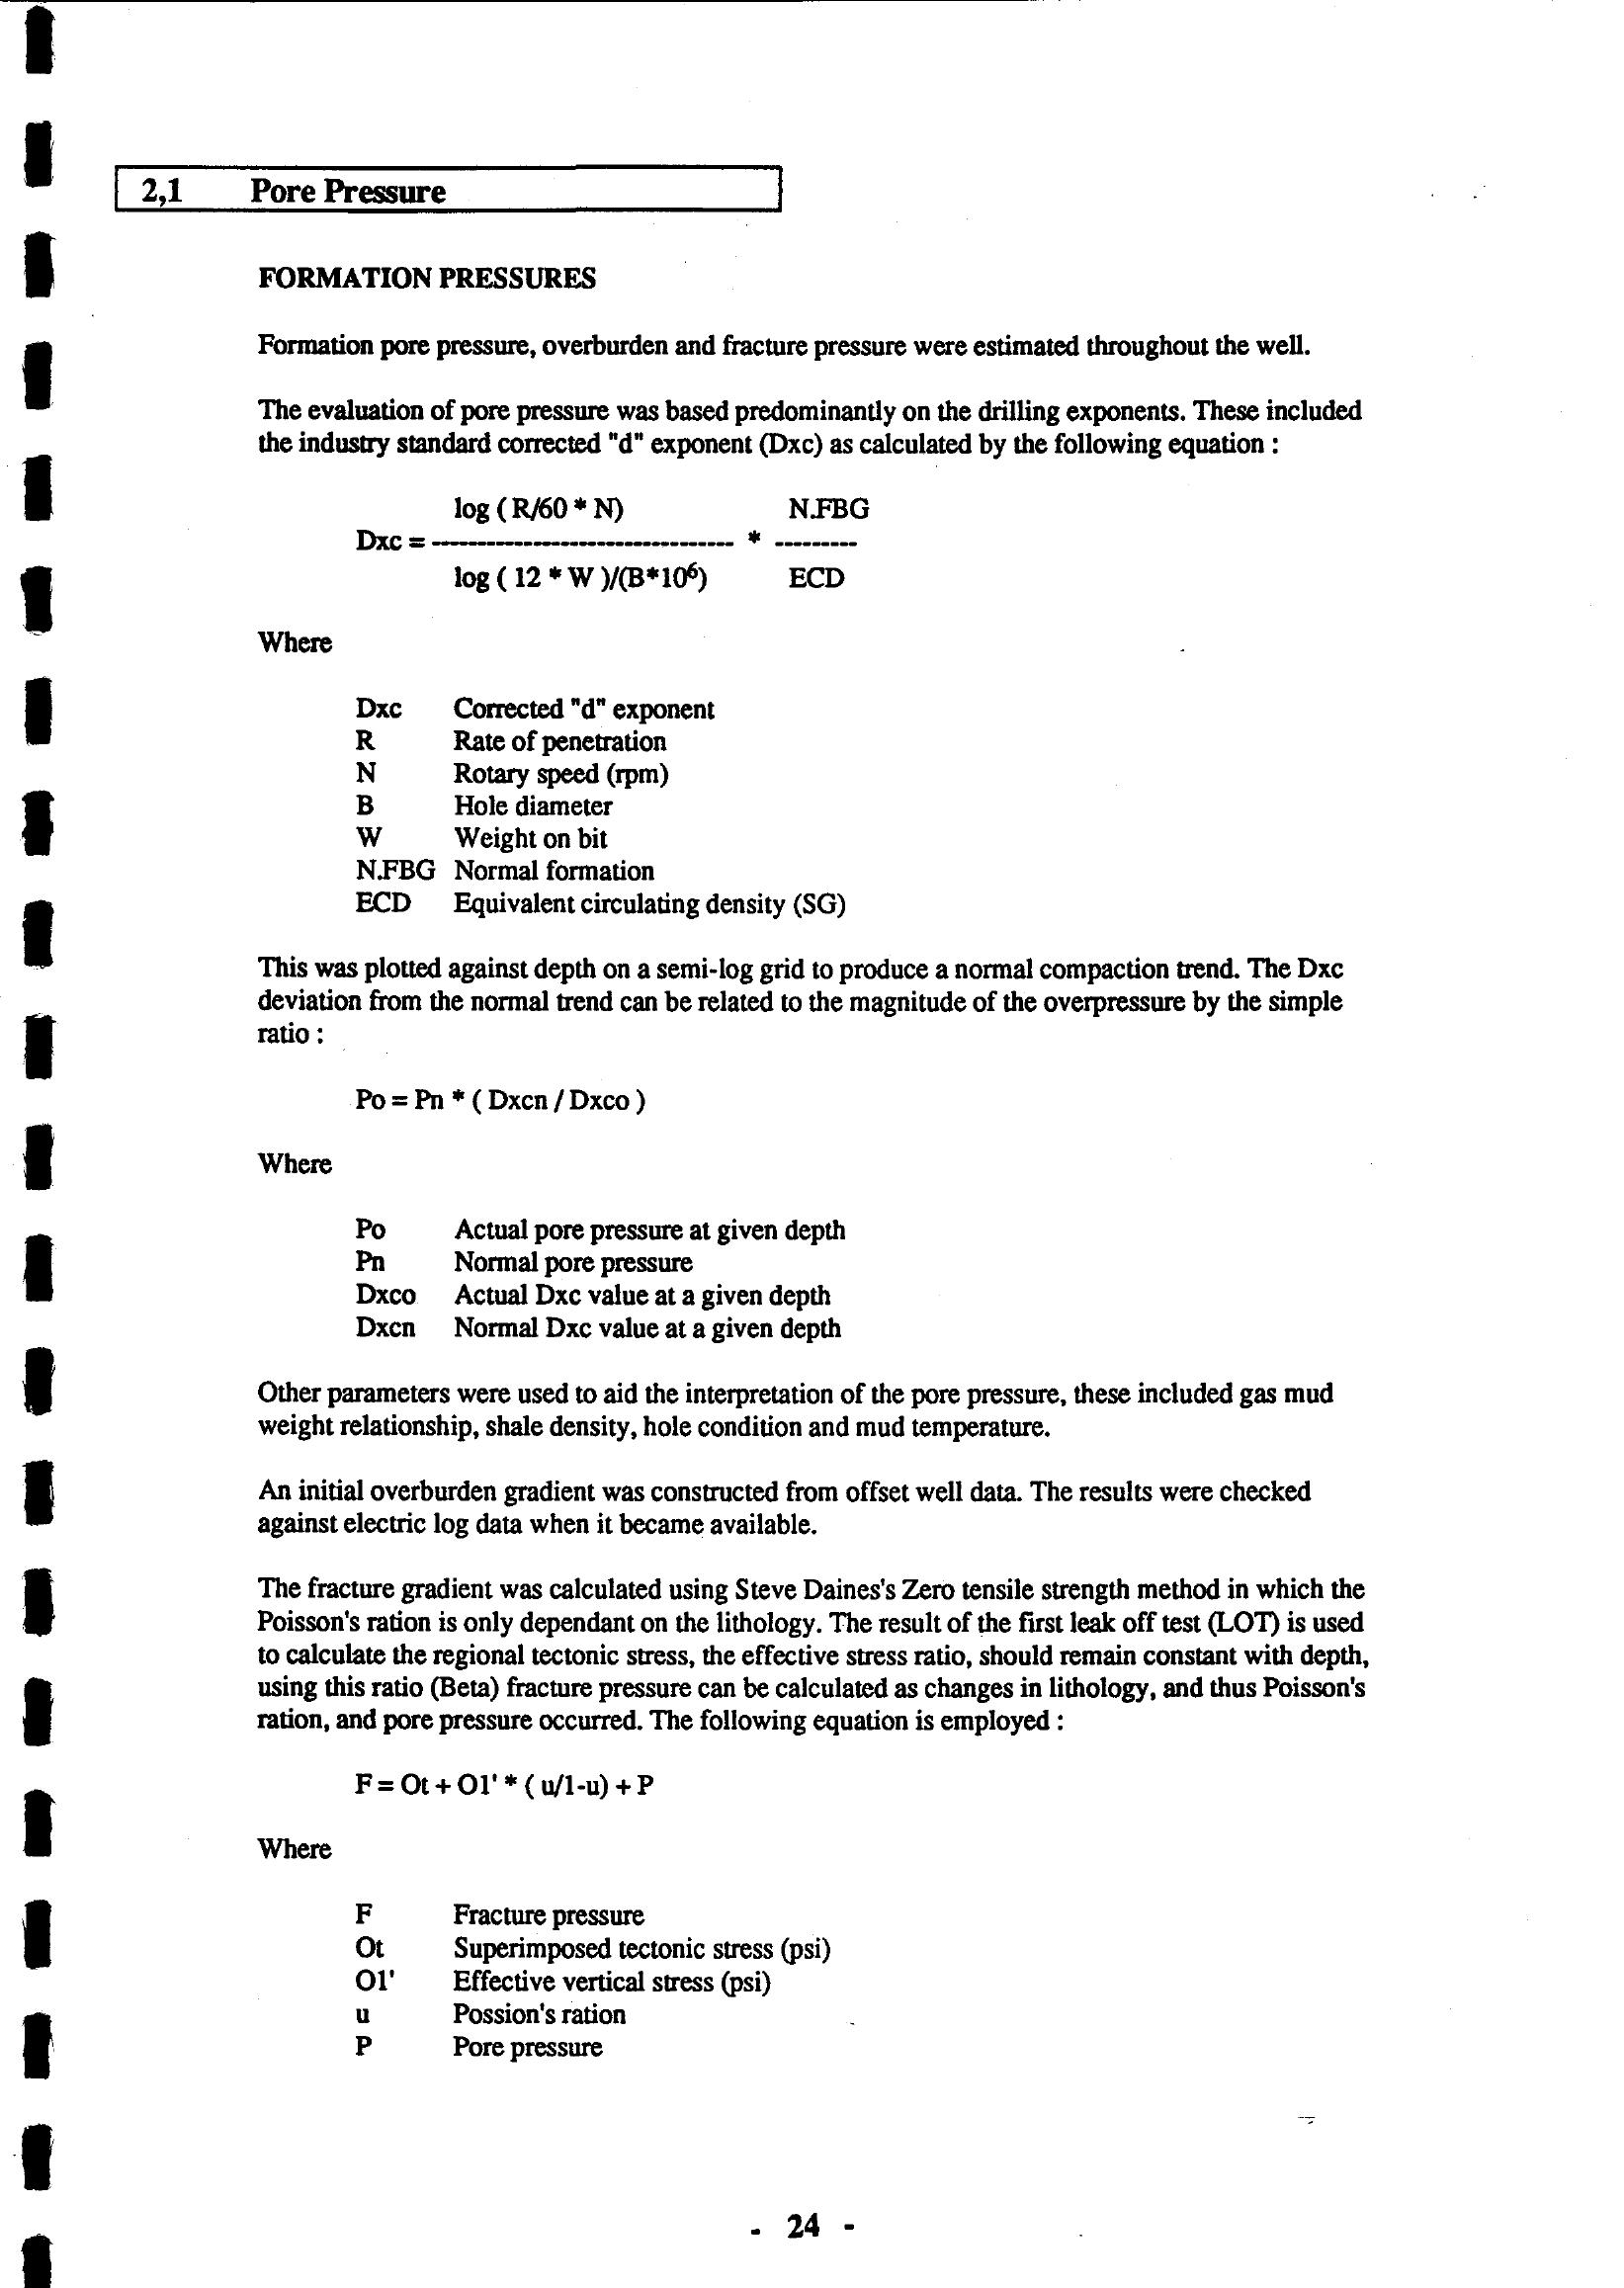 2,1 Pore Pressure
FORMATION PRESSURES
Formation pore pressure, overburden and fracture pressure were estimated throughout the well.
The evaluation of pore pressure was based predominantly on the drilling exponents. These included
the industry standard corrected "d" exponent (Dxc) as calculated by the following equation :
log ( R/60 * N) N.FBG
Dxc = --------------------------------- * ---------
log ( 12 * W )/(B*10⁶) ECD
Where
Dxc Corrected "d" exponent
R Rate of penetration
N Rotary speed (rpm)
B Hole diameter
W Weight on bit
N.FBG Normal formation
ECD Equivalent circulating density (SG)
This was plotted against depth on a semi-log grid to produce a normal compaction trend. The Dxc
deviation from the normal trend can be related to the magnitude of the overpressure by the simple
ratio :
Po = Pn * ( Dxcn / Dxco )
Where
Po Actual pore pressure at given depth
Pn Normal pore pressure
Dxco Actual Dxc value at a given depth
Dxcn Normal Dxc value at a given depth
Other parameters were used to aid the interpretation of the pore pressure, these included gas mud
weight relationship, shale density, hole condition and mud temperature.
An initial overburden gradient was constructed from offset well data. The results were checked
against electric log data when it became available.
The fracture gradient was calculated using Steve Daines's Zero tensile strength method in which the
Poisson's ration is only dependant on the lithology. The result of the first leak off test (LOT) is used
to calculate the regional tectonic stress, the effective stress ratio, should remain constant with depth,
using this ratio (Beta) fracture pressure can be calculated as changes in lithology, and thus Poisson's
ration, and pore pressure occurred. The following equation is employed :
F = Ot + O1' * ( u/1-u) + P
Where
F Fracture pressure
Ot Superimposed tectonic stress (psi)
O1' Effective vertical stress (psi)
u Possion's ration
P Pore pressure
- 24 -